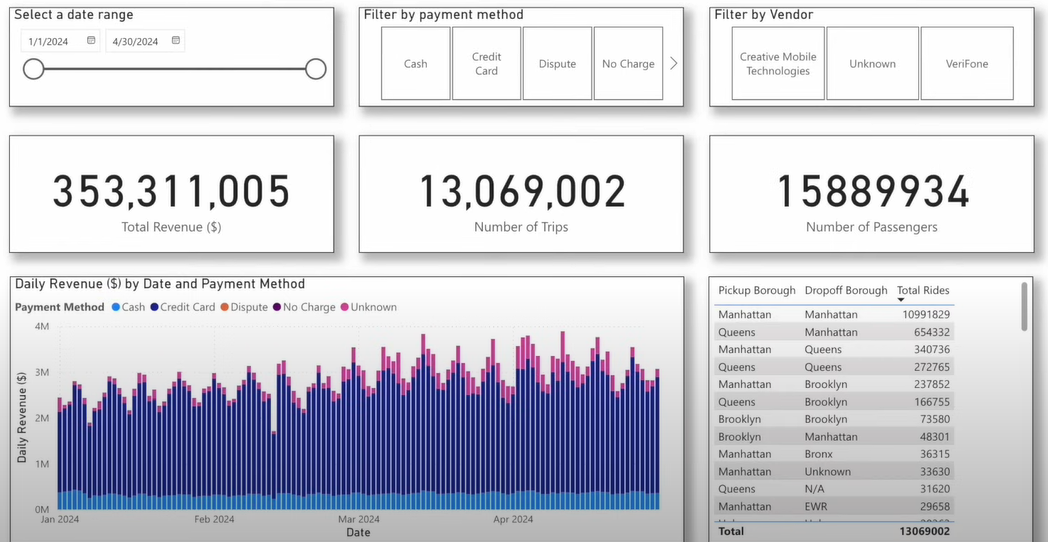 Select a date range
1/1/2024
4/30/2024
Filter by payment method
Cash
Credit
Card
Dispute
No Charge
Filter by Vendor
Creative Mobile
Technologies
Unknown
VeriFone
353,311,005
Total Revenue ($)
13,069,002
Number of Trips
15889934
Number of Passengers
Daily Revenue ($) by Date and Payment Method
Payment Method Cash Credit Card Dispute No Charge Unknown
4M
3M
2M
1M
0M
Daily Revenue ($)
Jan 2024 Feb 2024 Mar 2024 Apr 2024
Date
Pickup Borough Dropoff Borough Total Rides
Manhattan Manhattan 10991829
Queens Manhattan 654332
Manhattan Queens 340736
Queens Queens 272765
Manhattan Brooklyn 237852
Queens Brooklyn 166755
Brooklyn Brooklyn 73580
Brooklyn Manhattan 48301
Manhattan Bronx 36315
Manhattan Unknown 33630
Queens N/A 31620
Manhattan EWR 29658
Total 13069002